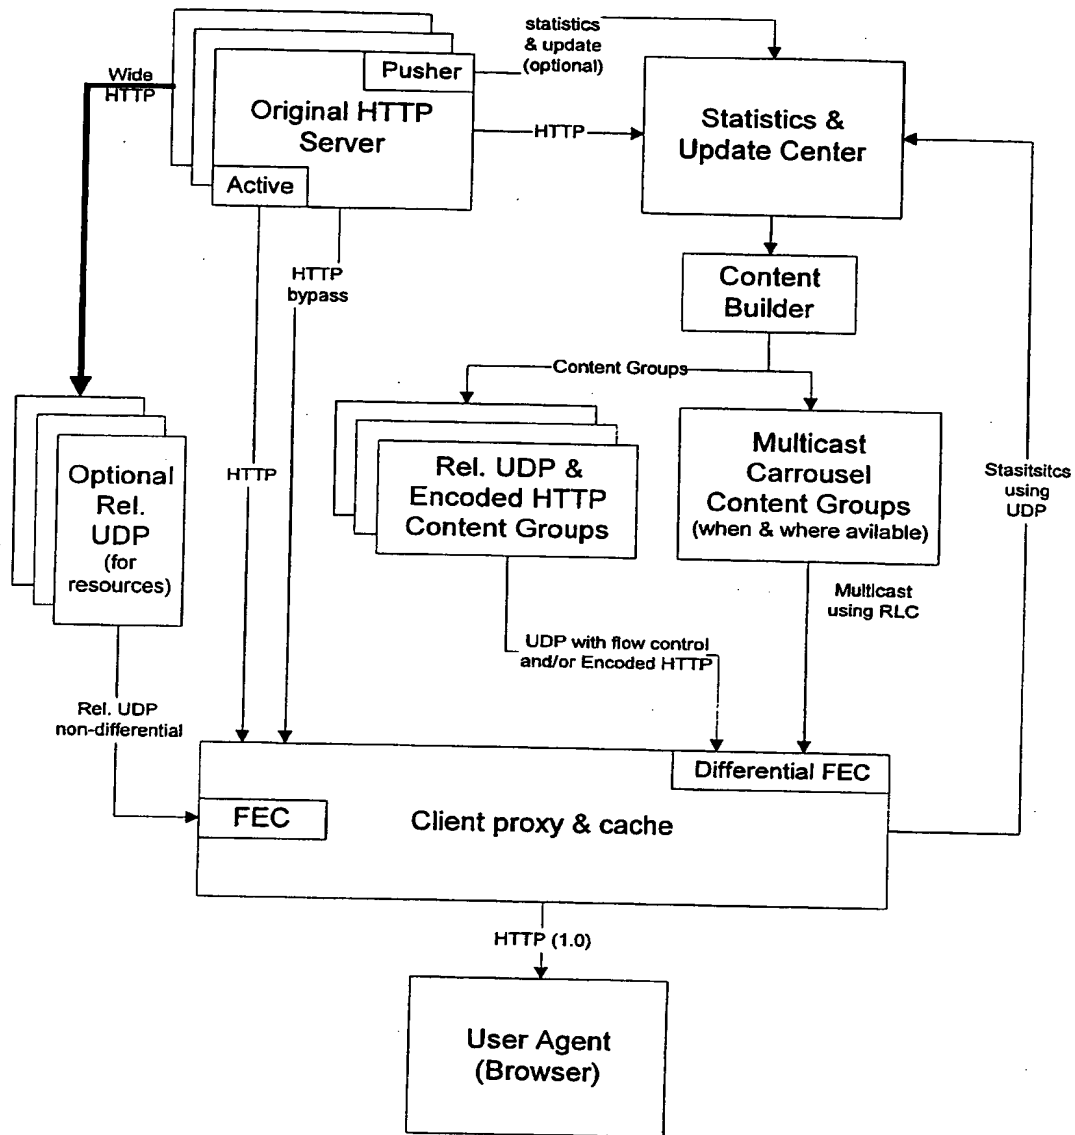 statistics
& update
(optional)
Wide
HTTP
Pusher
Original HTTP
Server
HTTP
Statistics &
Update Center
Active
HTTP
bypass
Content
Builder
Content Groups
Optional
Rel.
UDP
(for
resources)
HTTP
Rel. UDP &
Encoded HTTP
Content Groups
Multicast
Carrousel
Content Groups
(when & where avilable)
Stasitsitcs
using
UDP
Multicast
using RLC
UDP with flow control
and/or Encoded HTTP
Rel. UDP
non-differential
Differential FEC
FEC
Client proxy & cache
HTTP (1.0)
User Agent
(Browser)